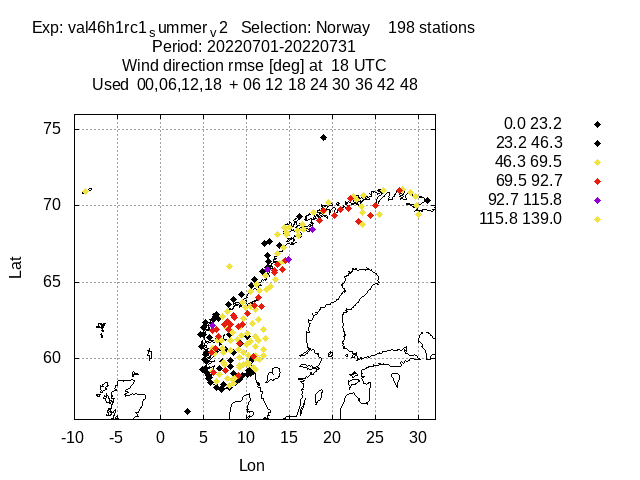 Exp: val46h1rc1 s ummer v 2 Selection: Norway 198 stations
Period: 20220701-20220731
Wind direction rmse [deg] at 18 UTC
Used 00,06,12,18 + 06 12 18 24 30 36 42 48
0.0 23.2
23.2 46.3
46.3 69.5
69.5 92.7
92.7 115.8
115.8 139.0
75
70
65
60
Lat
-10 -5 0 5 10 15 20 25 30
Lon